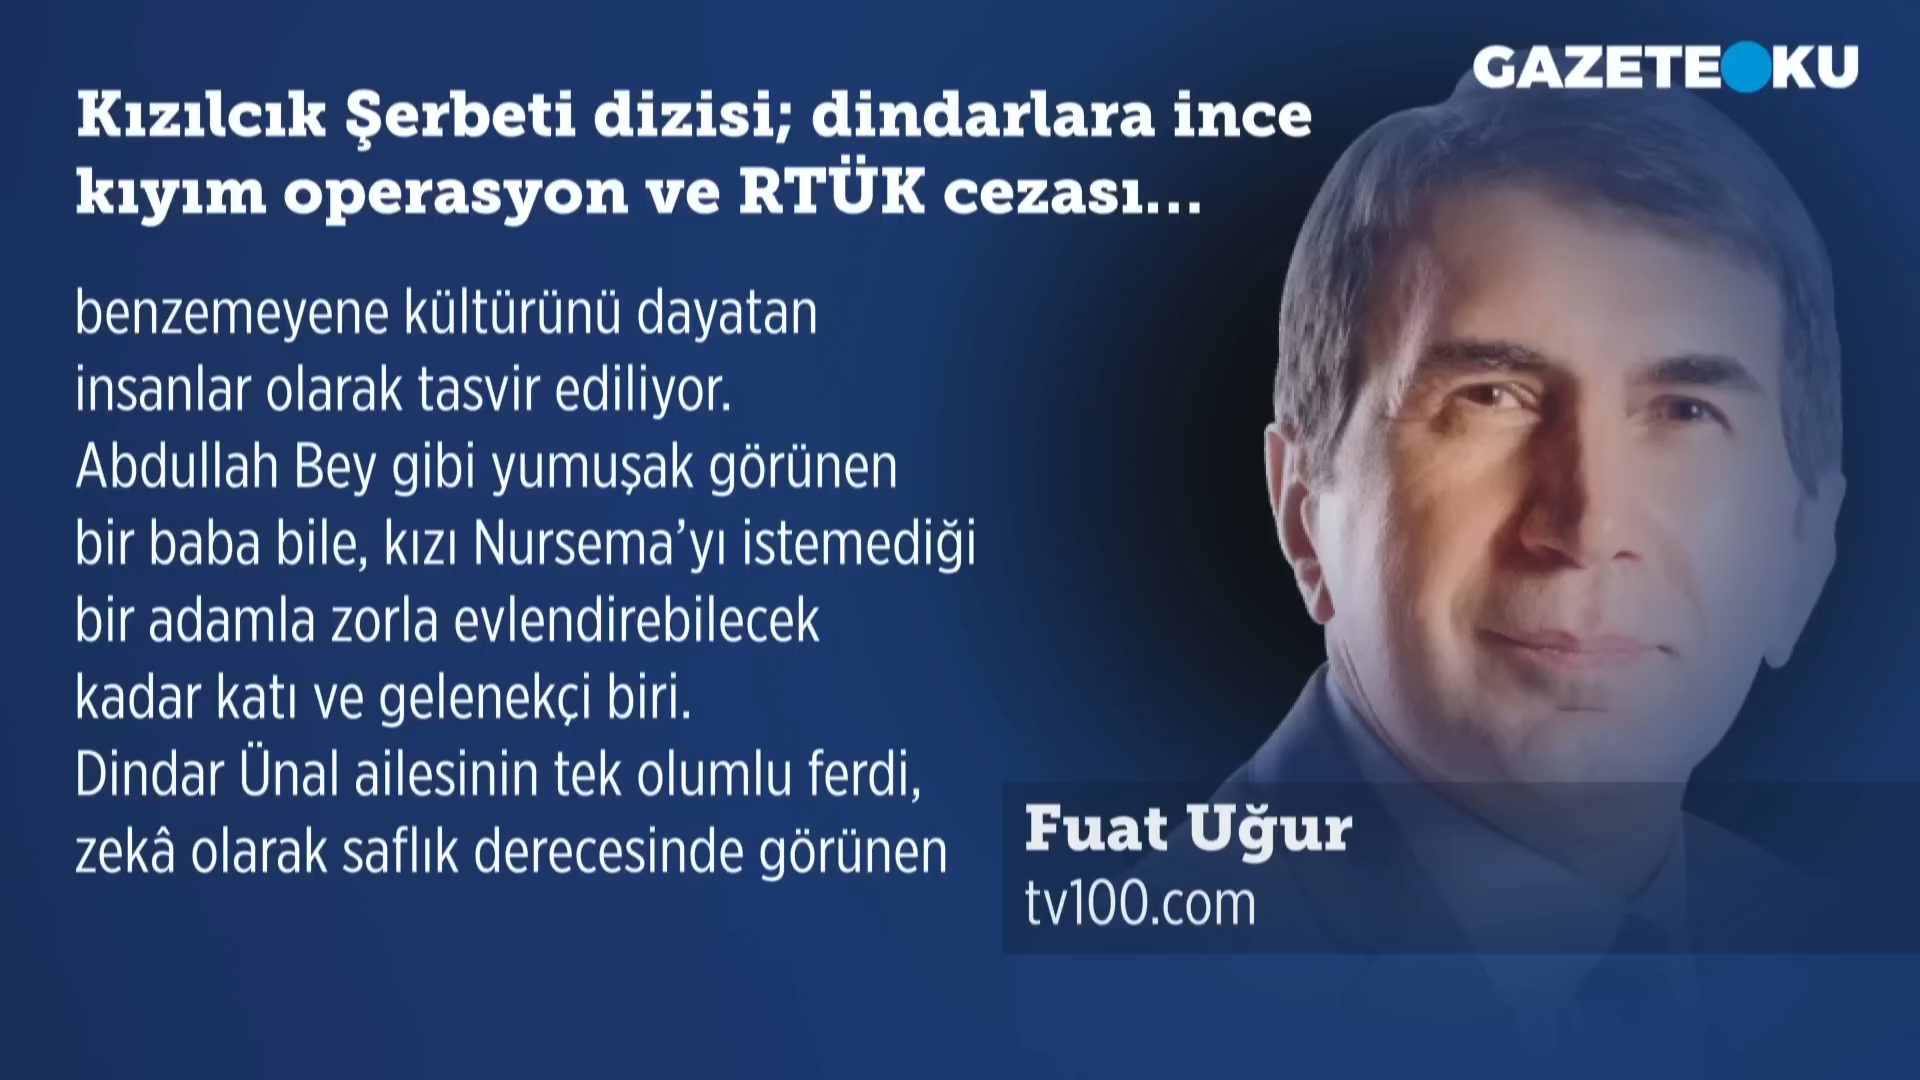 GAZETE KU
Kızılcık Şerbeti dizisi; dindarlara ince
kıyım operasyon ve RTÜK cezası...
benzemeyene kültürünü dayatan
insanlar olarak tasvir ediliyor.
Abdullah Bey gibi yumuşak görünen
bir baba bile, kızı Nursema’yı istemediği
bir adamla zorla evlendirebilecek
kadar katı ve gelenekçi biri.
Dindar Ünal ailesinin tek olumlu ferdi,
zekâ olarak saflık derecesinde görünen
Fuat Uğur
tv100.com